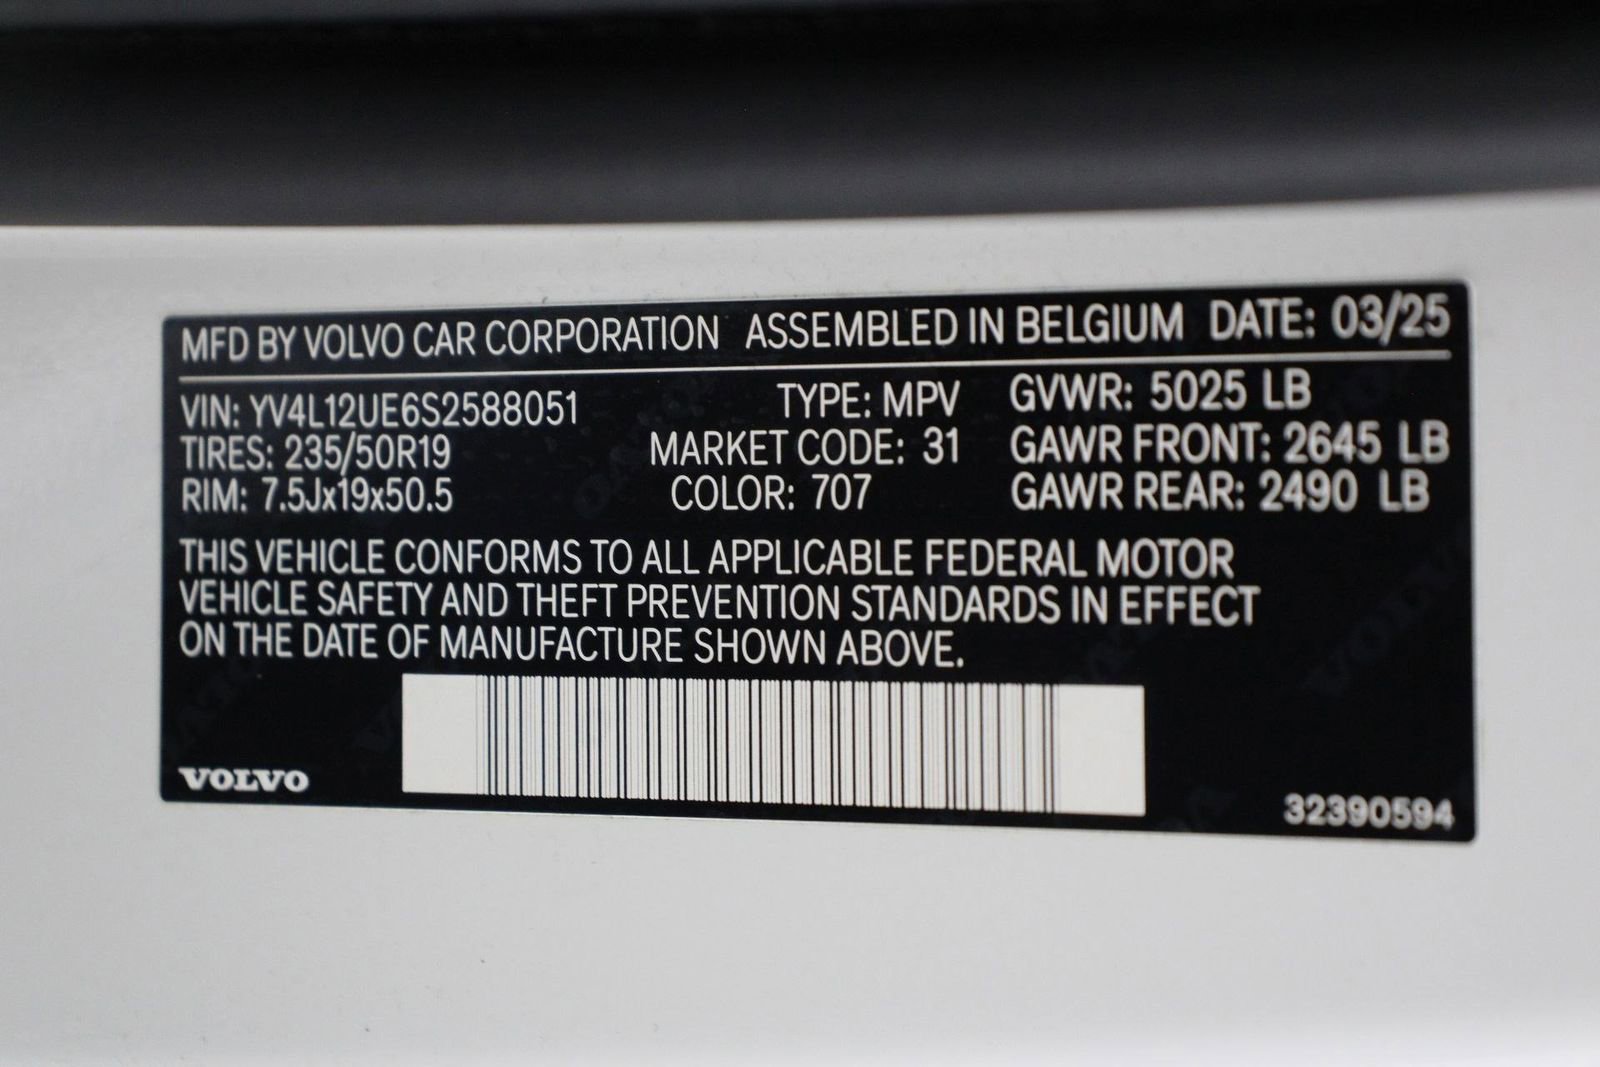 MFD BY VOLVO CAR CORPORATION ASSEMBLED IN BELGIUM DATE: 03/25
VIN: YV4L12UE6S2588051 TYPE: MPV GVWR: 5025 LB
TIRES: 235/50R19 MARKET CODE: 31 GAWR FRONT: 2645 LB
RIM: 7.5Jx19x50.5 COLOR: 707 GAWR REAR: 2490 LB
THIS VEHICLE CONFORMS TO ALL APPLICABLE FEDERAL MOTOR
VEHICLE SAFETY AND THEFT PREVENTION STANDARDS IN EFFECT
ON THE DATE OF MANUFACTURE SHOWN ABOVE.
VOLVO 32390594